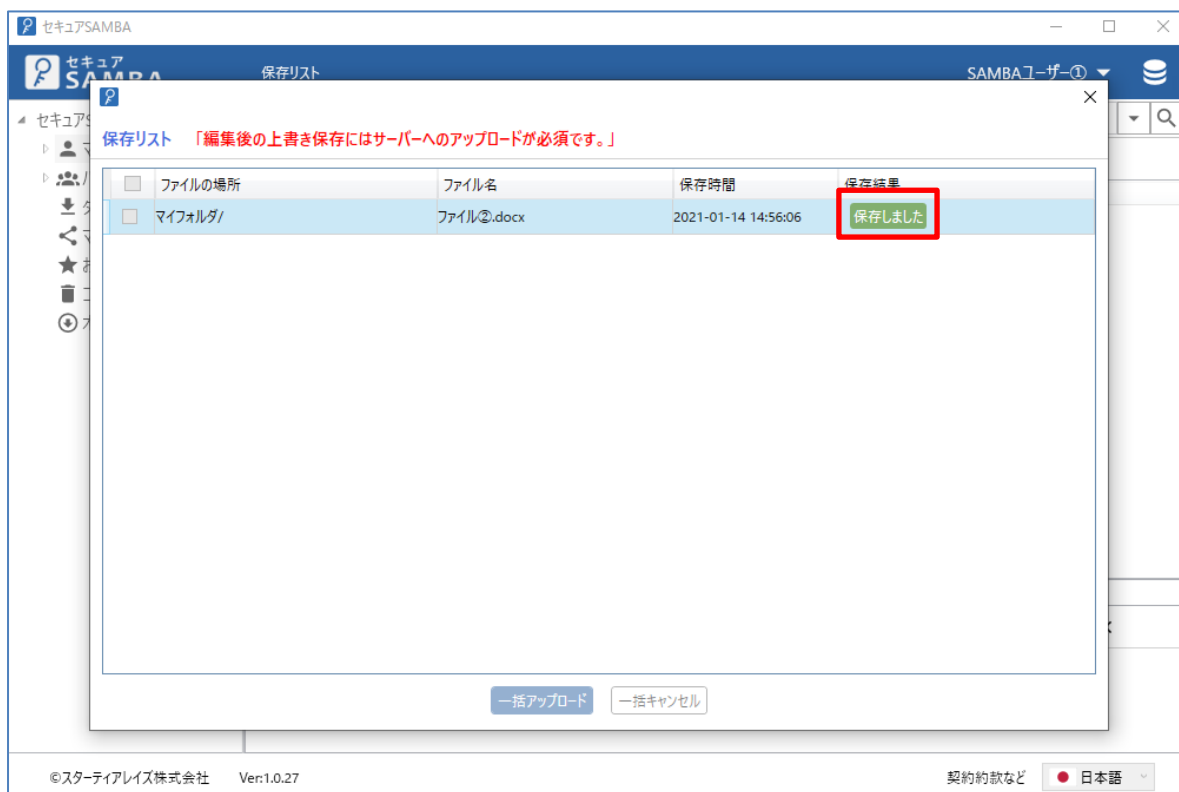 セキュアSAMBA
セキュア
SAMBA
保存リスト
SAMBAユーザー①
保存リスト 「編集後の上書き保存にはサーバーへのアップロードが必須です。」
ファイルの場所 ファイル名 保存時間 保存結果
マイフォルダ/ ファイル②.docx 2021-01-14 14:56:06 保存しました
一括アップロード 一括キャンセル
©スターティアレイズ株式会社 Ver:1.0.27 契約約款など 日本語